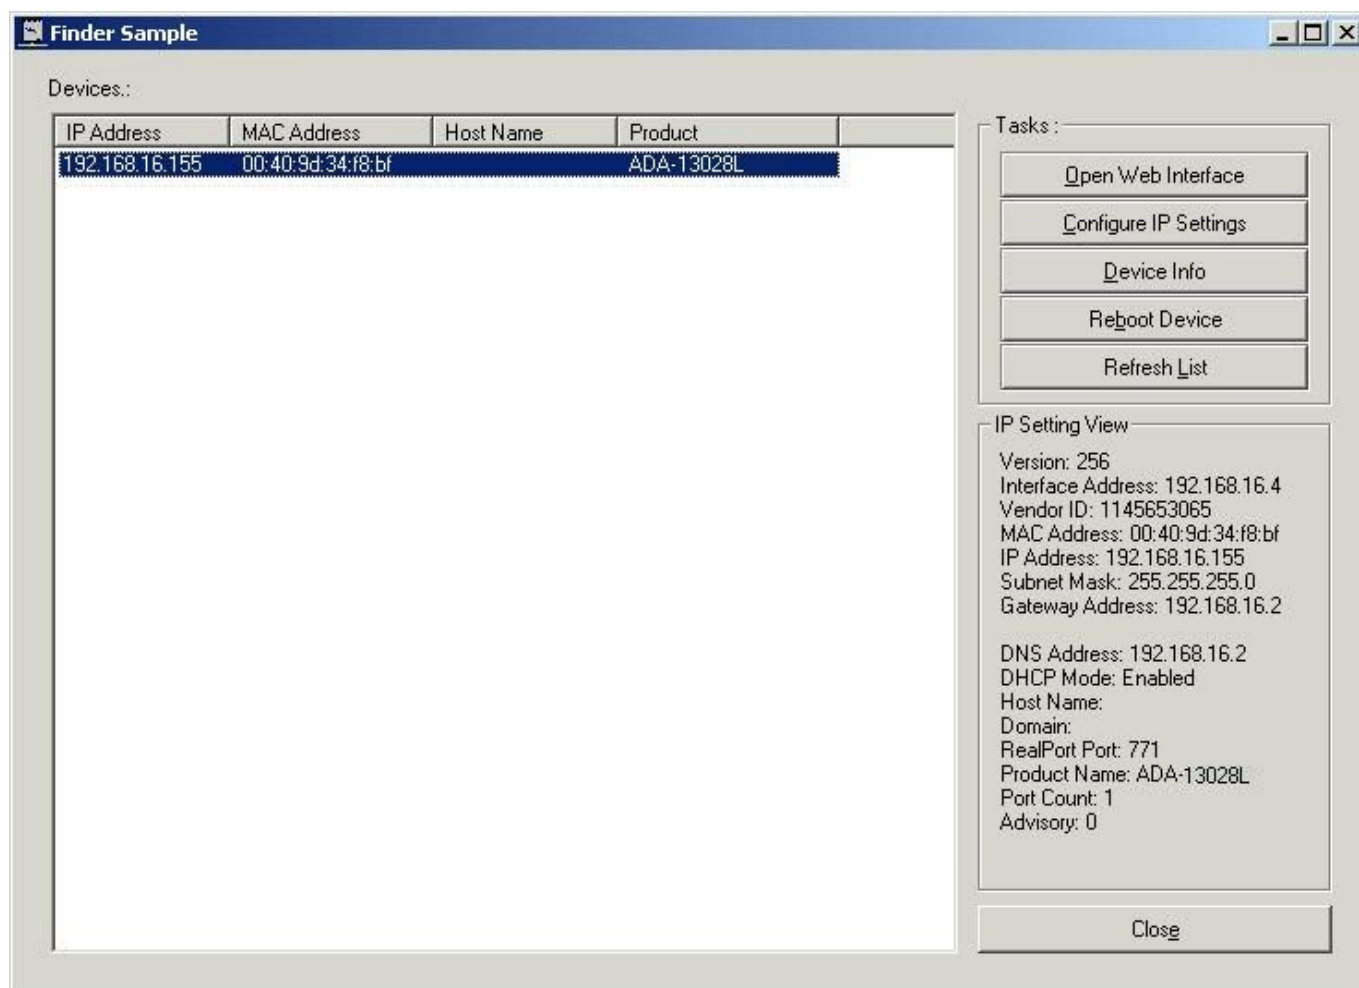 Finder Sample
Devices.:
IP Address MAC Address Host Name Product
192.168.16.155 00:40:9d:34:f8:bf ADA-13028L
Tasks :
Open Web Interface
Configure IP Settings
Device Info
Reboot Device
Refresh List
IP Setting View
Version: 256
Interface Address: 192.168.16.4
Vendor ID: 1145653065
MAC Address: 00:40:9d:34:f8:bf
IP Address: 192.168.16.155
Subnet Mask: 255.255.255.0
Gateway Address: 192.168.16.2
DNS Address: 192.168.16.2
DHCP Mode: Enabled
Host Name:
Domain:
RealPort Port: 771
Product Name: ADA-13028L
Port Count: 1
Advisory: 0
Close